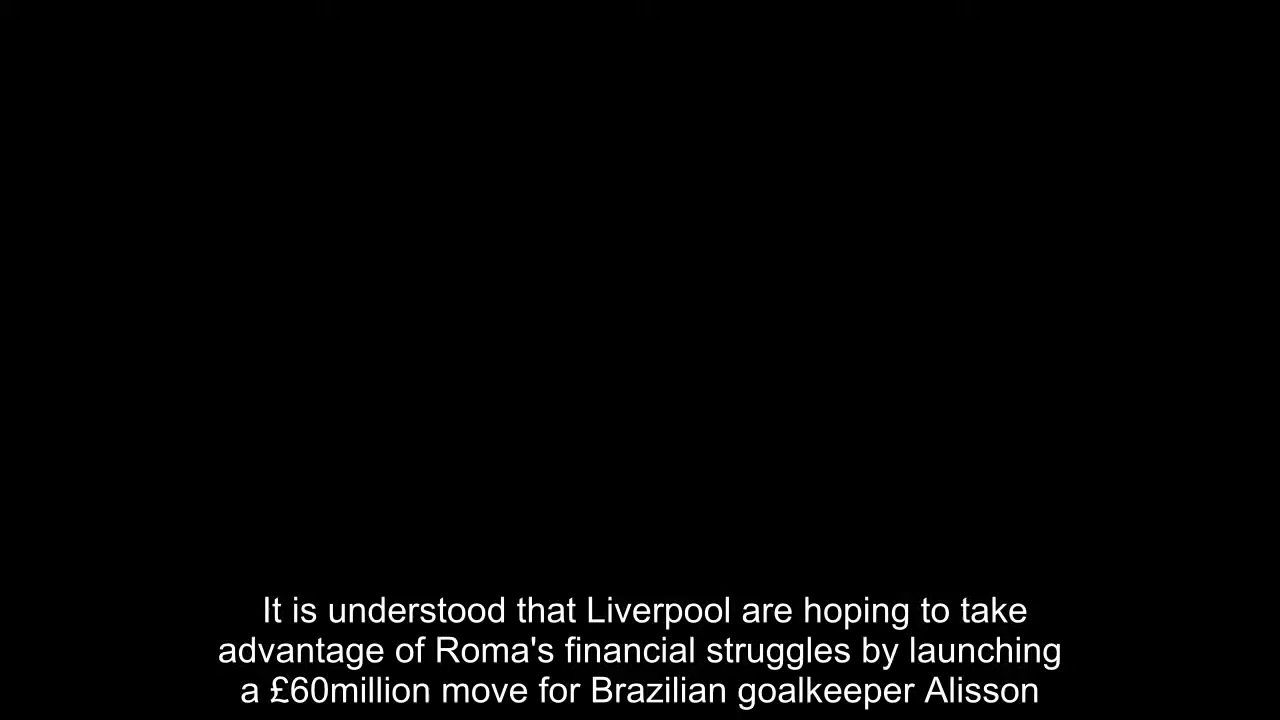 It is understood that Liverpool are hoping to take
advantage of Roma's financial struggles by launching
a £60million move for Brazilian goalkeeper Alisson